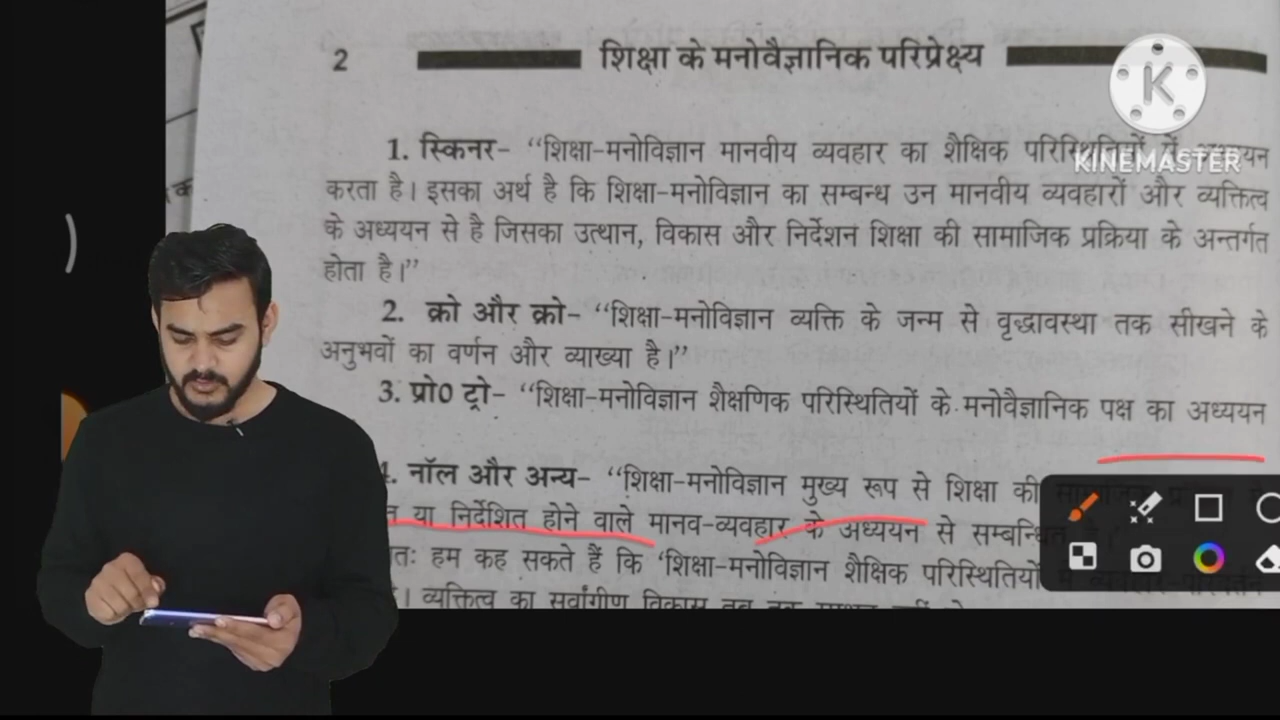 2 शिक्षा के मनोवैज्ञानिक परिप्रेक्ष्य
K
KINEMASTER
1. स्किनर- “शिक्षा-मनोविज्ञान मानवीय व्यवहार का शैक्षिक परिस्थितियों में अध्ययन
करता है। इसका अर्थ है कि शिक्षा-मनोविज्ञान का सम्बन्ध उन मानवीय व्यवहारों और व्यक्तित्व
के अध्ययन से है जिसका उत्थान, विकास और निर्देशन शिक्षा की सामाजिक प्रक्रिया के अन्तर्गत
होता है।”
2. क्रो और क्रो- “शिक्षा-मनोविज्ञान व्यक्ति के जन्म से वृद्धावस्था तक सीखने के
अनुभवों का वर्णन और व्याख्या है।”
3. प्रो0 ट्रो- “शिक्षा-मनोविज्ञान शैक्षणिक परिस्थितियों के मनोवैज्ञानिक पक्ष का अध्ययन
4. नॉल और अन्य- “शिक्षा-मनोविज्ञान मुख्य रूप से शिक्षा की
या निर्देशित होने वाले मानव-व्यवहार के अध्ययन से सम्बन्धित
हम कह सकते हैं कि ‘शिक्षा-मनोविज्ञान शैक्षिक परिस्थितियों
व्यक्तित्व का सर्वांगीण विकास